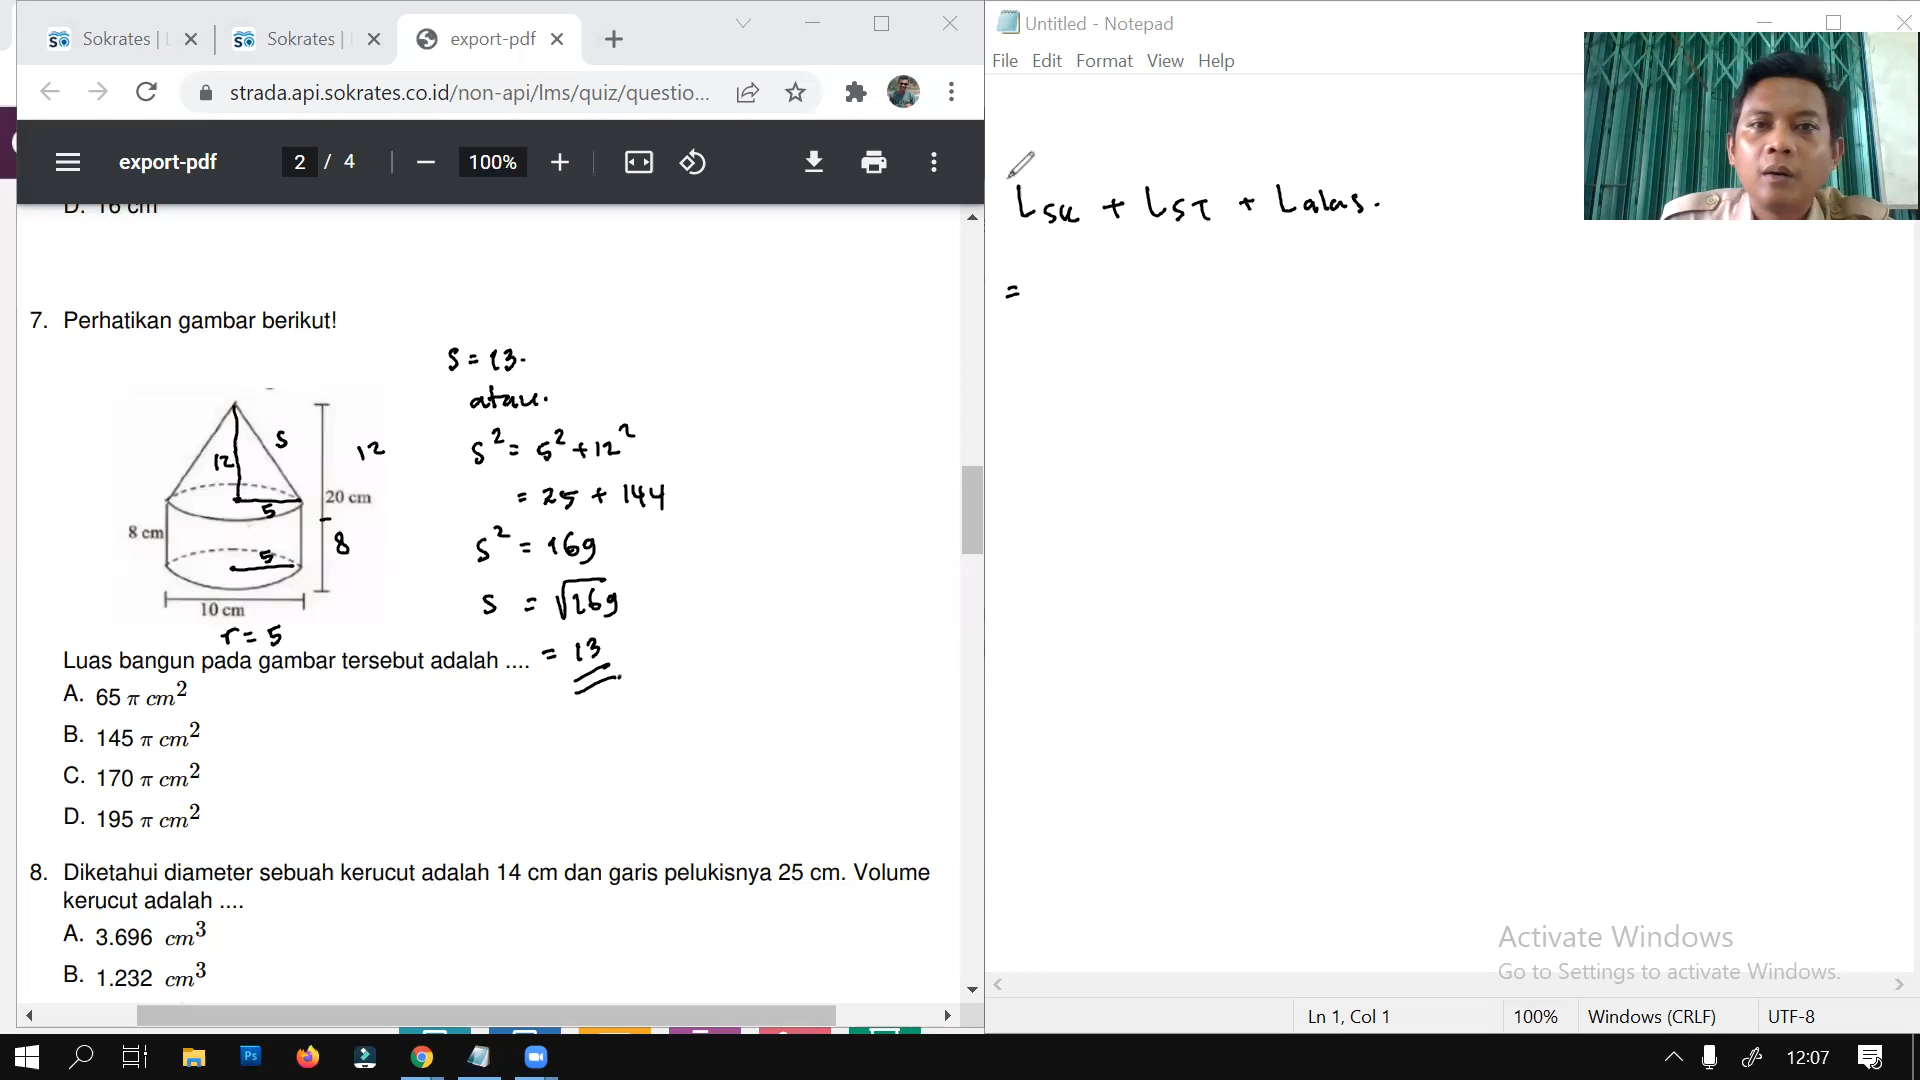 Sokrates | L
Sokrates |
export-pdf
strada.api.sokrates.co.id/non-api/lms/quiz/questio...
export-pdf
2 / 4
100%
D. 16 cm
7. Perhatikan gambar berikut!
S = 13.
atau.
s² = 5² + 12²
= 25 + 144
s² = 169
s = √169
= 13
12
S
12
5
20 cm
8 cm
8
5
10 cm
r = 5
Luas bangun pada gambar tersebut adalah ....
A. 65 π cm²
B. 145 π cm²
C. 170 π cm²
D. 195 π cm²
8. Diketahui diameter sebuah kerucut adalah 14 cm dan garis pelukisnya 25 cm. Volume
kerucut adalah ....
A. 3.696 cm³
B. 1.232 cm³
Untitled - Notepad
File Edit Format View Help
LSK + LST + Lalas.
=
Activate Windows
Go to Settings to activate Windows.
Ln 1, Col 1
100%
Windows (CRLF)
UTF-8
Ps
12:07